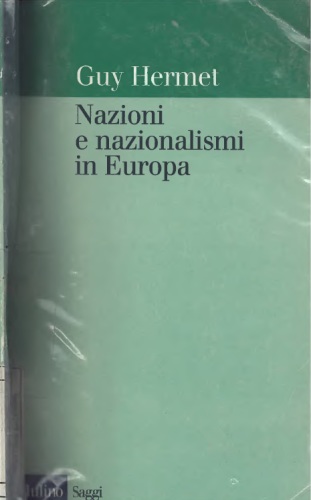 Guy Hermet
Nazioni
e nazionalismi
in Europa
Saggi